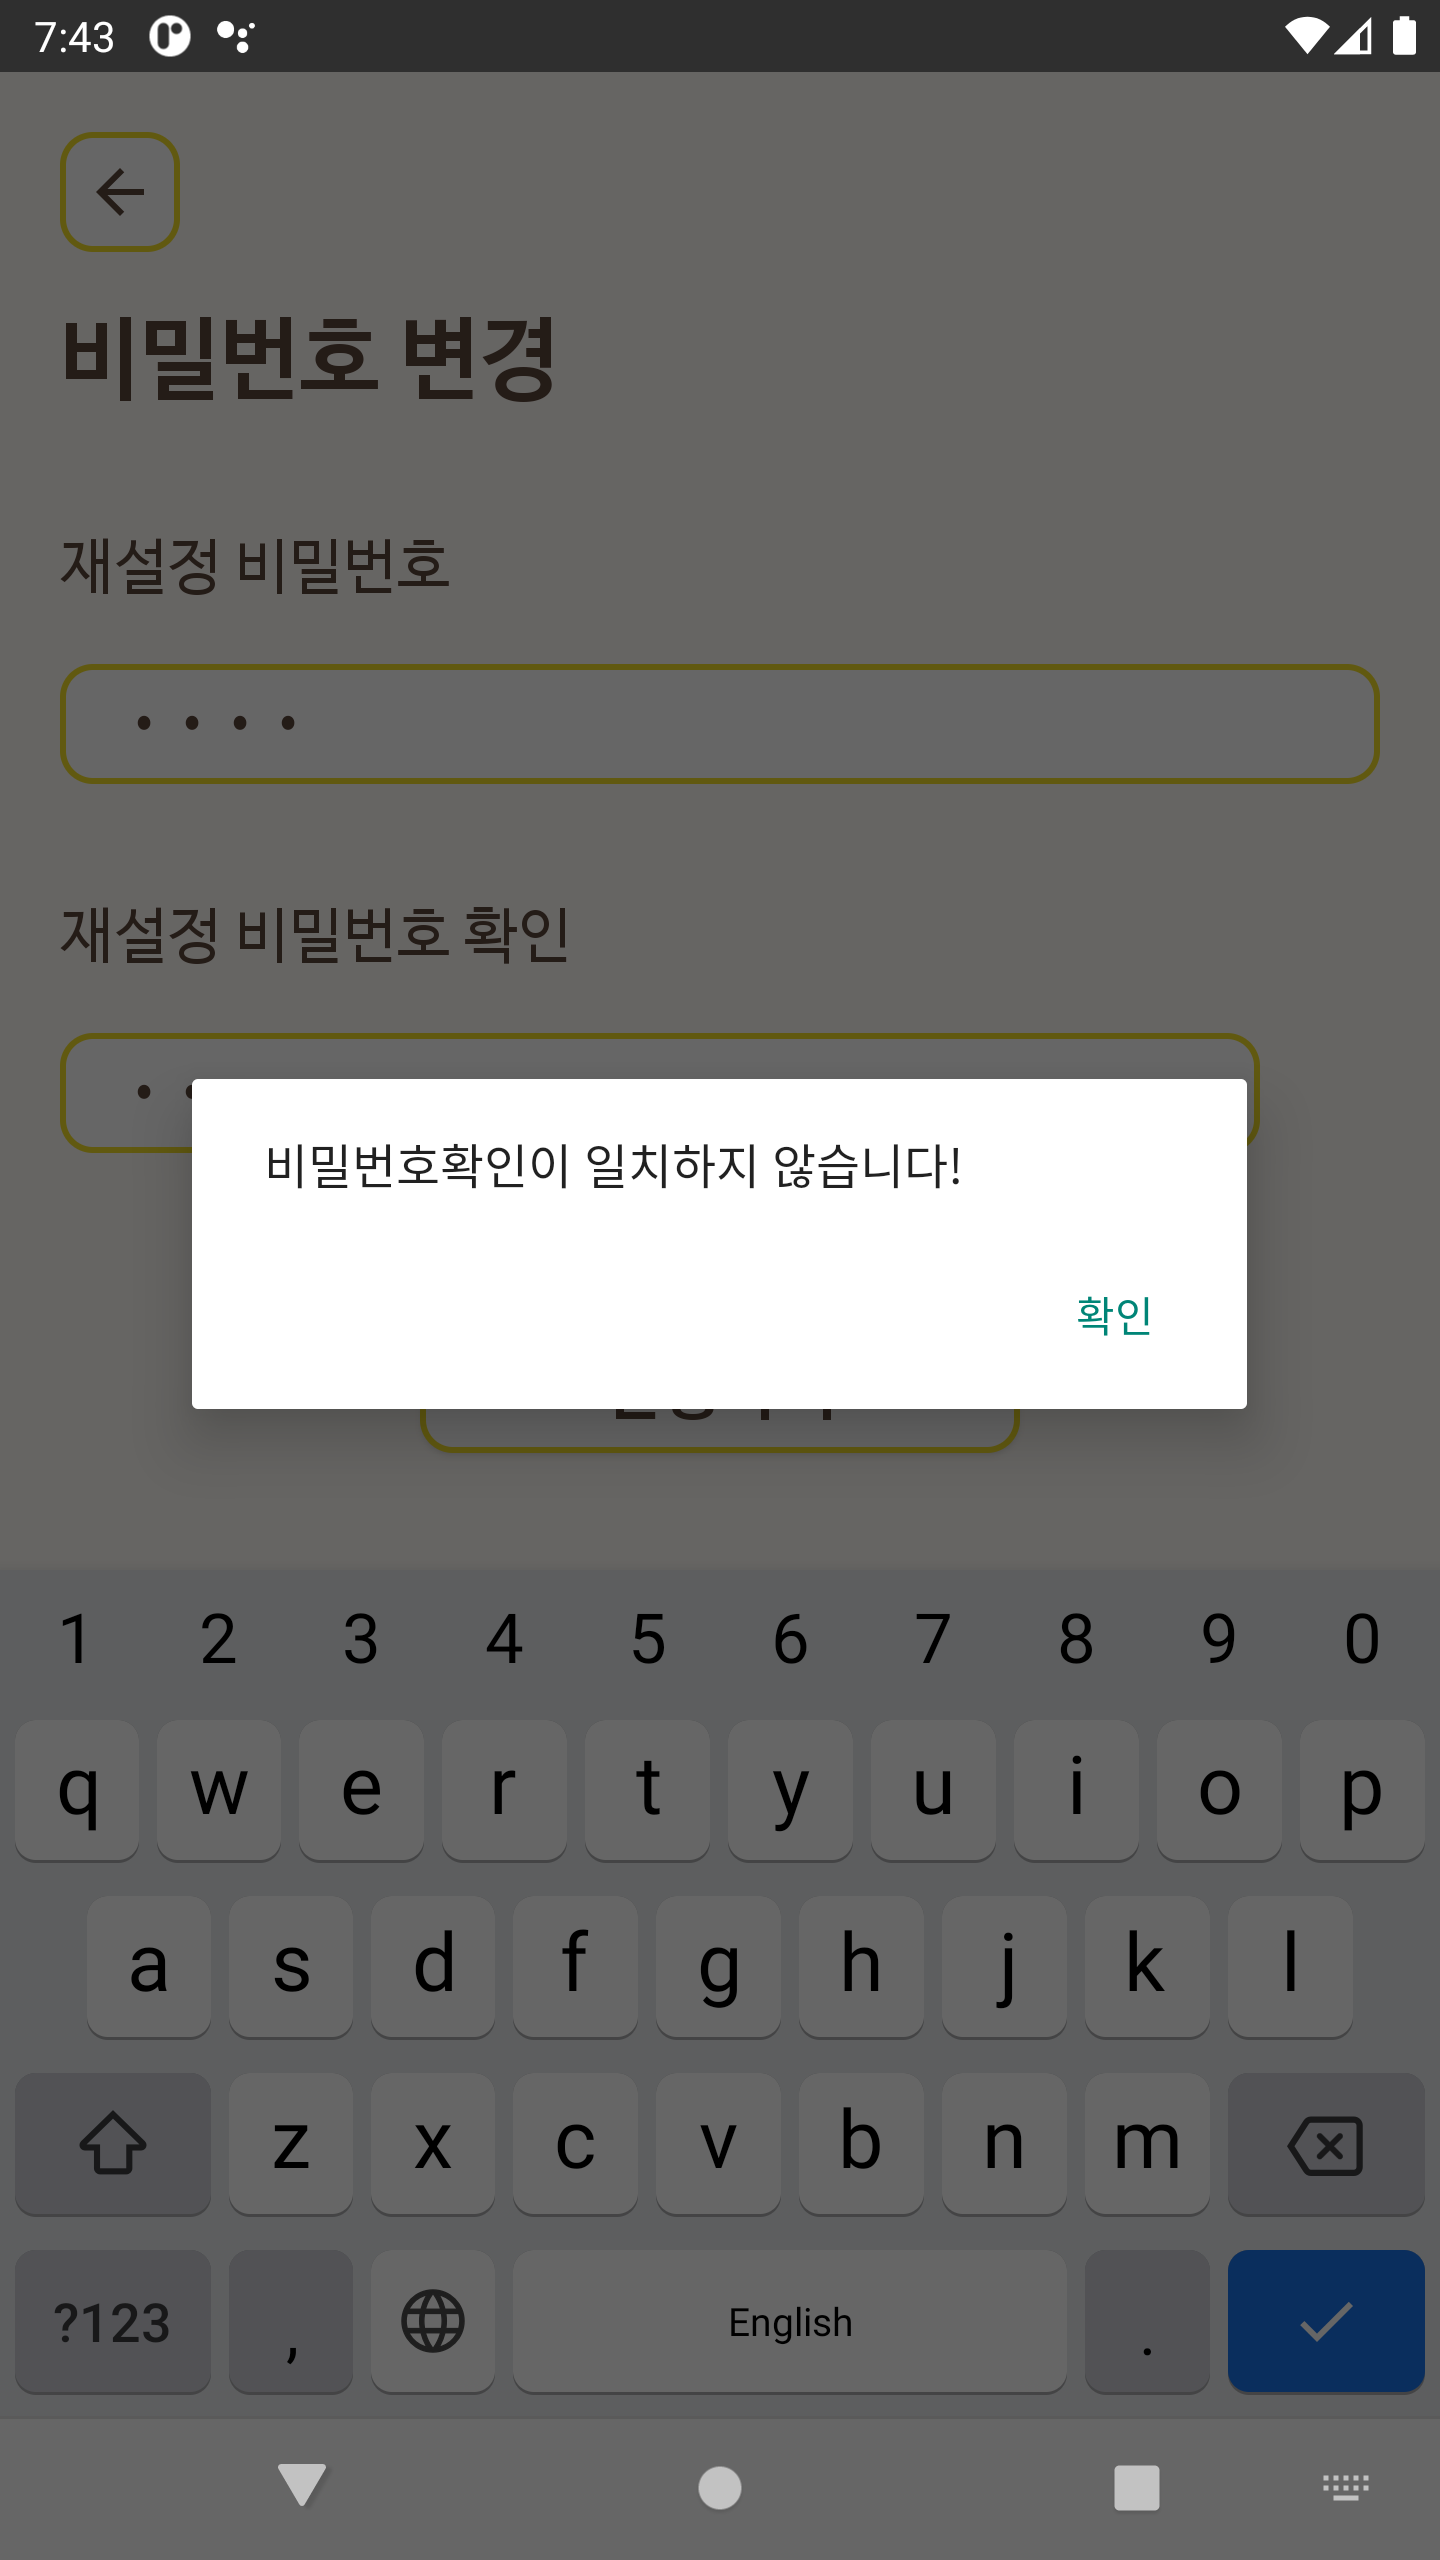 7:43
비밀번호 변경
재설정 비밀번호
재설정 비밀번호 확인
비밀번호확인이 일치하지 않습니다!
확인
1 2 3 4 5 6 7 8 9 0
q w e r t y u i o p
a s d f g h j k l
z x c v b n m
?123 , English .